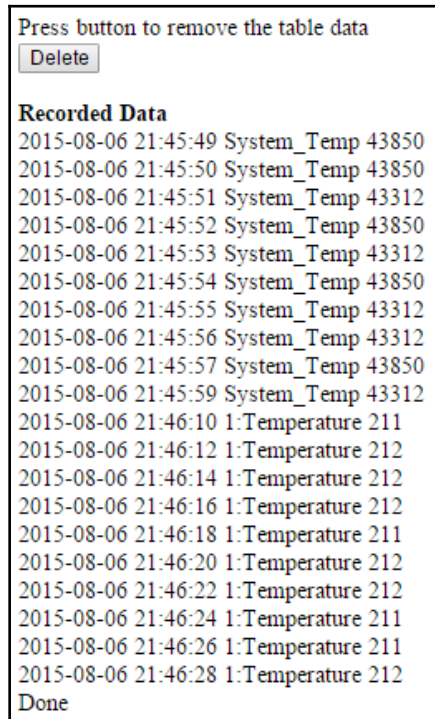 Press button to remove the table data
Delete
Recorded Data
2015-08-06 21:45:49 System_Temp 43850
2015-08-06 21:45:50 System_Temp 43850
2015-08-06 21:45:51 System_Temp 43312
2015-08-06 21:45:52 System_Temp 43850
2015-08-06 21:45:53 System_Temp 43312
2015-08-06 21:45:54 System_Temp 43850
2015-08-06 21:45:55 System_Temp 43312
2015-08-06 21:45:56 System_Temp 43312
2015-08-06 21:45:57 System_Temp 43850
2015-08-06 21:45:59 System_Temp 43312
2015-08-06 21:46:10 1:Temperature 211
2015-08-06 21:46:12 1:Temperature 212
2015-08-06 21:46:14 1:Temperature 212
2015-08-06 21:46:16 1:Temperature 212
2015-08-06 21:46:18 1:Temperature 211
2015-08-06 21:46:20 1:Temperature 212
2015-08-06 21:46:22 1:Temperature 212
2015-08-06 21:46:24 1:Temperature 211
2015-08-06 21:46:26 1:Temperature 211
2015-08-06 21:46:28 1:Temperature 212
Done